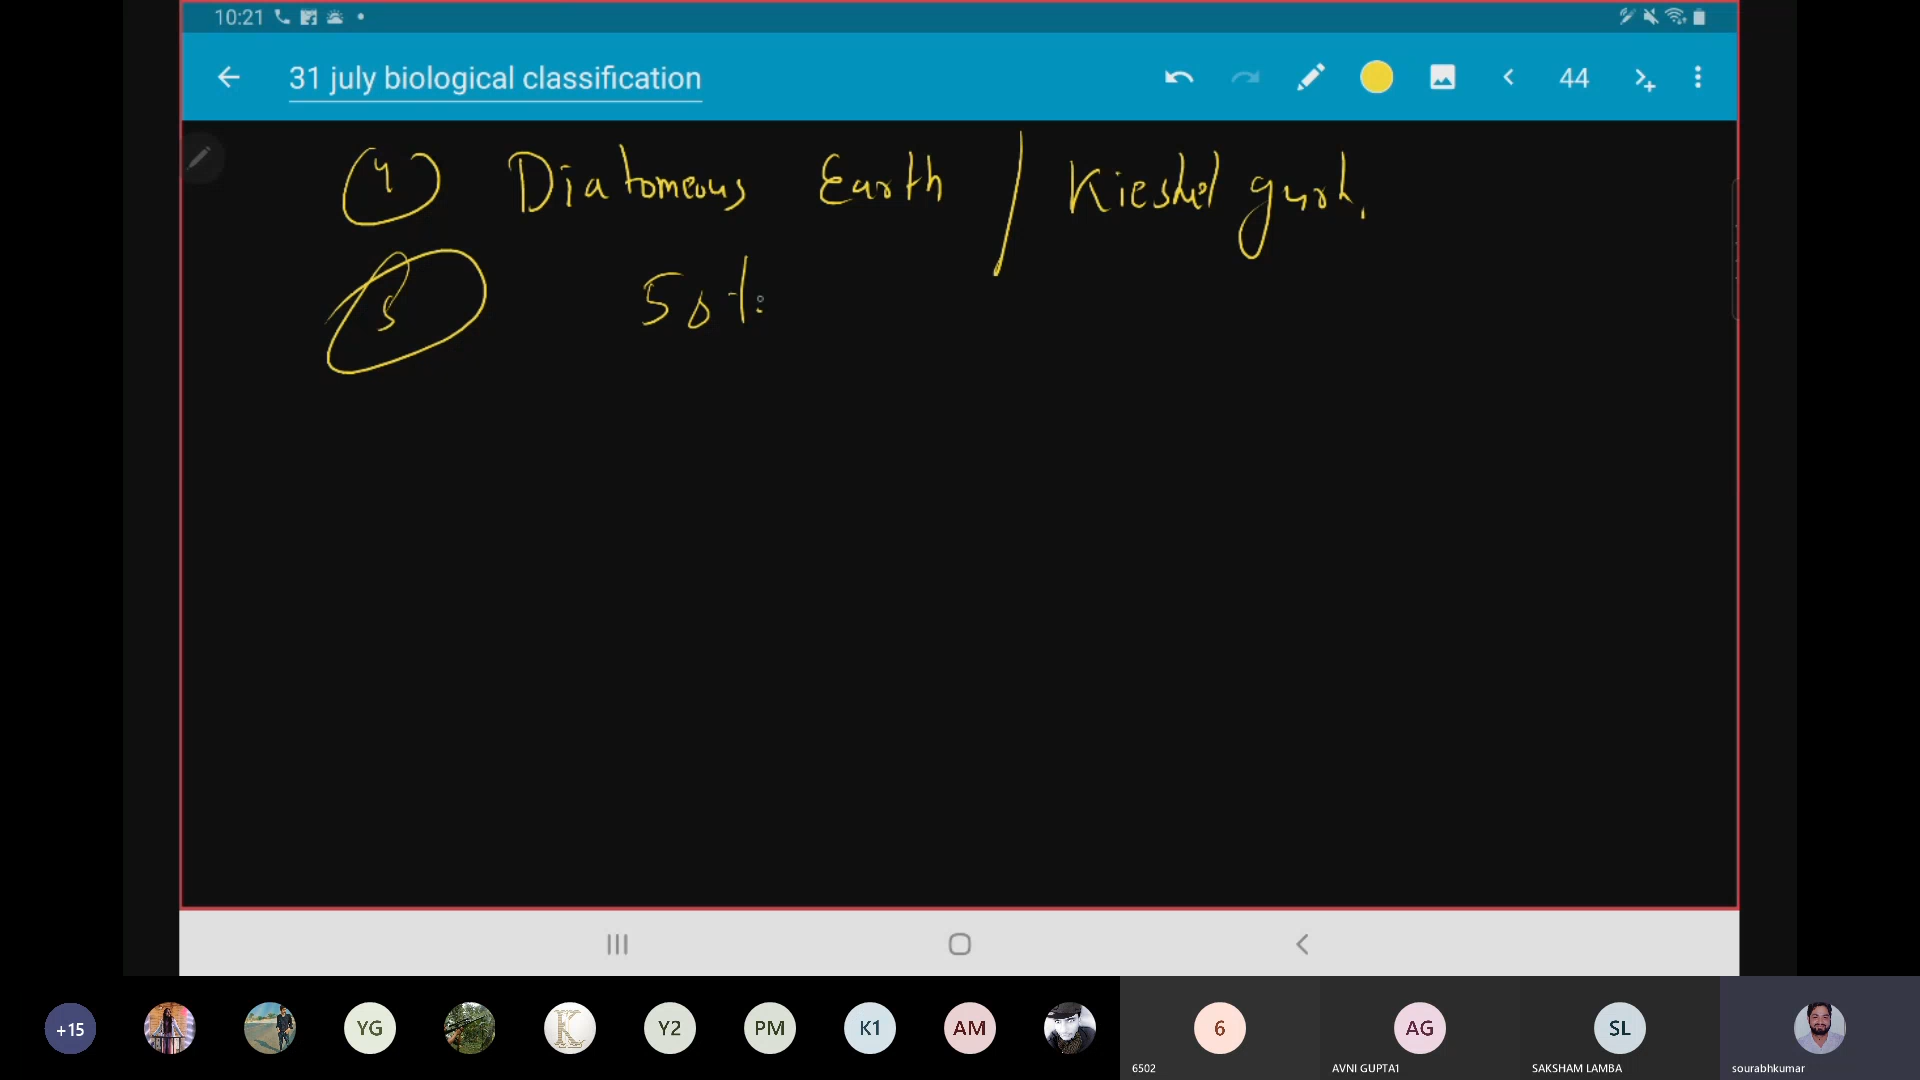 10:21
31 july biological classification
44
(4) Diatomeous Earth / Kieshel gurh.
(5) 50%
+15
YG
K
Y2
PM
K1
AM
6
AG
SL
6502
AVNI GUPTA1
SAKSHAM LAMBA
sourabhkumar